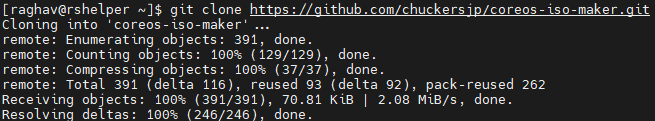 [raghav@rshelper ~]$ git clone https://github.com/chuckersjp/coreos-iso-maker.git
Cloning into 'coreos-iso-maker'...
remote: Enumerating objects: 391, done.
remote: Counting objects: 100% (129/129), done.
remote: Compressing objects: 100% (37/37), done.
remote: Total 391 (delta 116), reused 93 (delta 92), pack-reused 262
Receiving objects: 100% (391/391), 70.81 KiB | 2.08 MiB/s, done.
Resolving deltas: 100% (246/246), done.